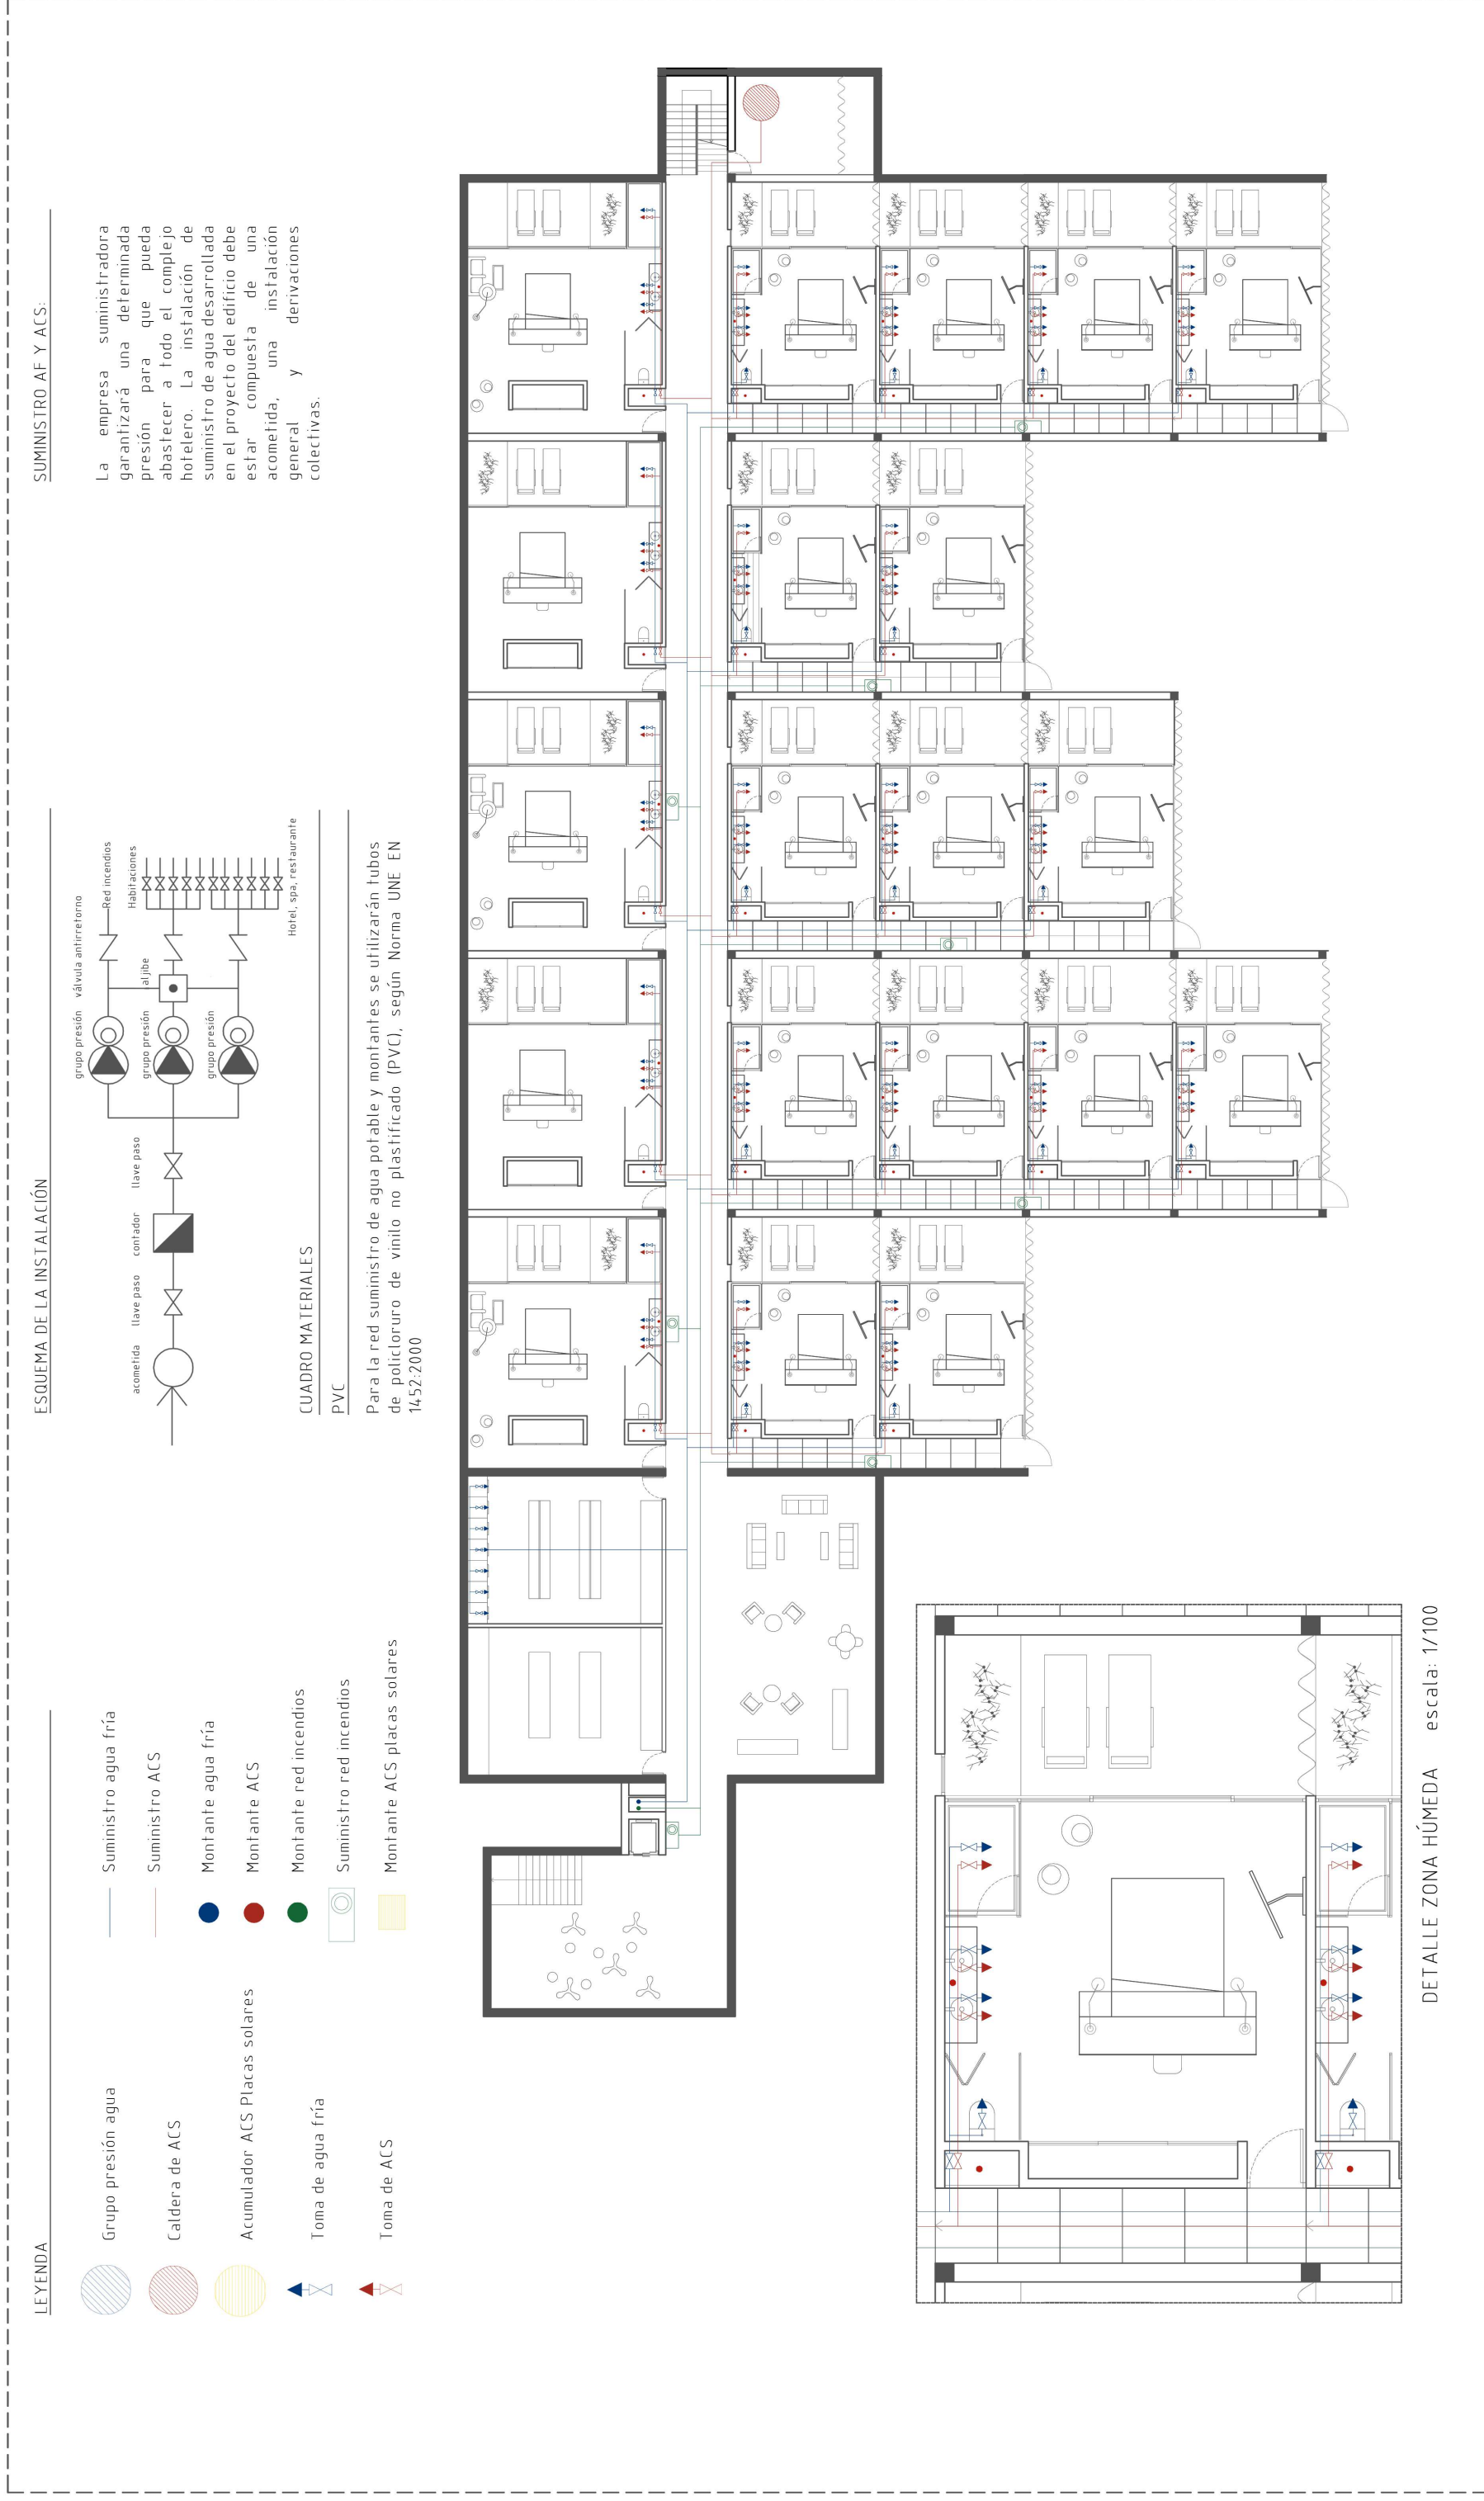 LEYENDA
Grupo presión agua
Caldera de ACS
Acumulador ACS Placas solares
Toma de agua fría
Toma de ACS
Suministro agua fría
Suministro ACS
Montante agua fría
Montante ACS
Montante red incendios
Suministro red incendios
Montante ACS placas solares
ESQUEMA DE LA INSTALACIÓN
acometida
llave paso
contador
llave paso
grupo presión
válvula antirretorno
Red incendios
grupo presión
aljibe
Habitaciones
grupo presión
Hotel, spa, restaurante
CUADRO MATERIALES
PVC
Para la red suministro de agua potable y montantes se utilizarán tubos
de policloruro de vinilo no plastificado (PVC), según Norma UNE EN
1452:2000
SUMINISTRO AF Y ACS:
La empresa suministradora
garantizará una determinada
presión para que pueda
abastecer a todo el complejo
hotelero. La instalación de
suministro de agua desarrollada
en el proyecto del edificio debe
estar compuesta de una
acometida, una instalación
general y derivaciones
colectivas.
DETALLE ZONA HÚMEDA escala: 1/100